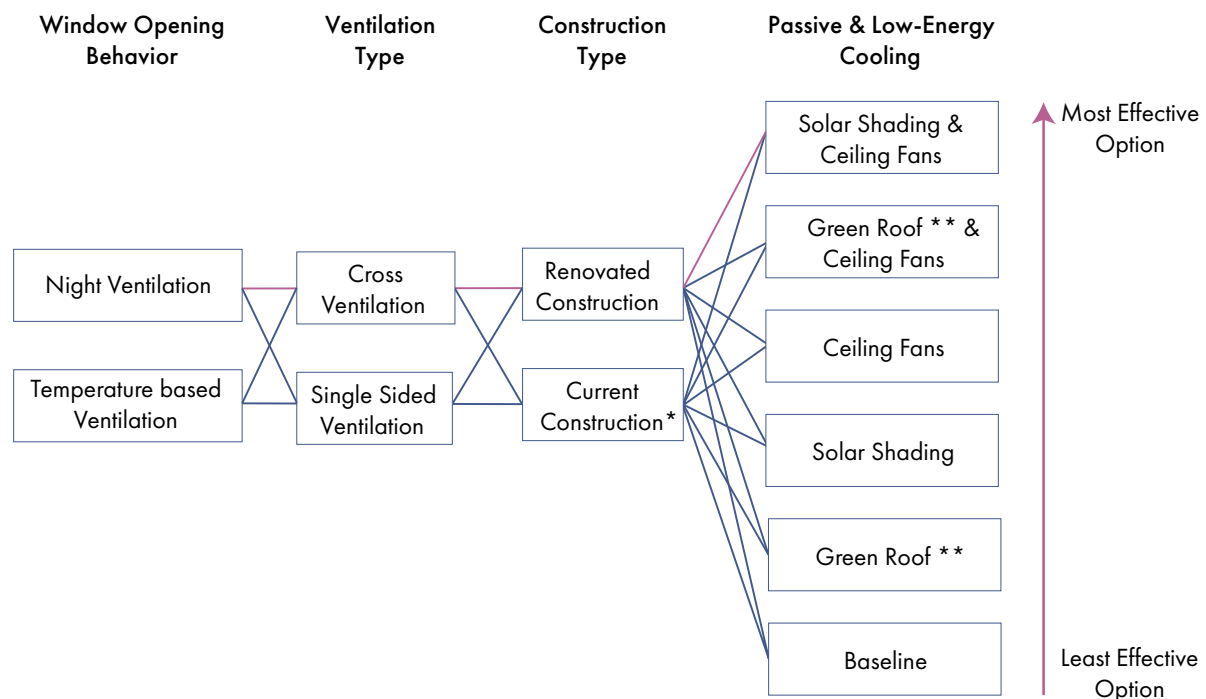 Window Opening
Behavior
Ventilation
Type
Construction
Type
Passive & Low-Energy
Cooling
Night Ventilation
Temperature based
Ventilation
Cross
Ventilation
Single Sided
Ventilation
Renovated
Construction
Current
Construction*
Solar Shading &
Ceiling Fans
Green Roof ** &
Ceiling Fans
Ceiling Fans
Solar Shading
Green Roof **
Baseline
Most Effective
Option
Least Effective
Option